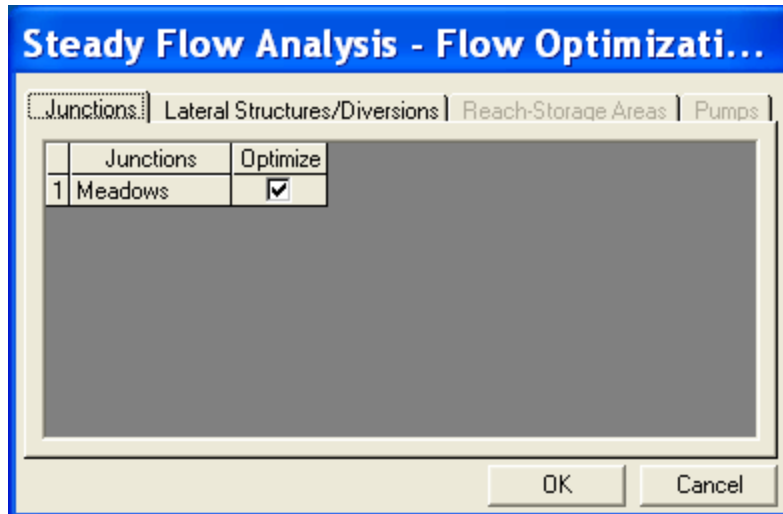 Steady Flow Analysis - Flow Optimizati...
Junctions Lateral Structures/Diversions Reach-Storage Areas Pumps
Junctions Optimize
1 Meadows
OK Cancel